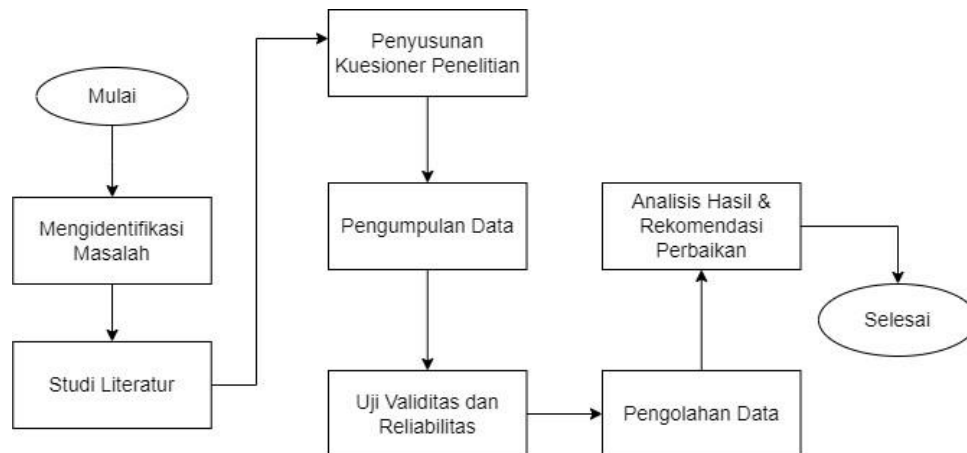 Mulai
Mengidentifikasi
Masalah
Studi Literatur
Penyusunan
Kuesioner Penelitian
Pengumpulan Data
Uji Validitas dan
Reliabilitas
Pengolahan Data
Analisis Hasil &
Rekomendasi
Perbaikan
Selesai